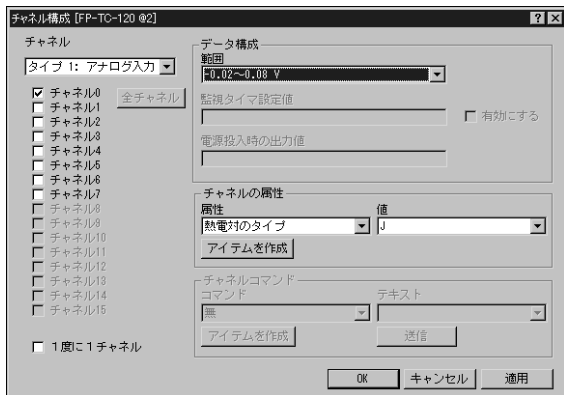 チャネル構成 [FP-TC-120 @2]
チャネル
タイプ 1: アナログ入力
チャネル0
全チャネル
チャネル1
チャネル2
チャネル3
チャネル4
チャネル5
チャネル6
チャネル7
チャネル8
チャネル9
チャネル10
チャネル11
チャネル12
チャネル13
チャネル14
チャネル15
1度に1チャネル
データ構成
範囲
-0.02~0.08 V
監視タイマ設定値
有効にする
電源投入時の出力値
チャネルの属性
属性
値
熱電対のタイプ
J
アイテムを作成
チャネルコマンド
コマンド
テキスト
無
アイテムを作成
送信
OK
キャンセル
適用